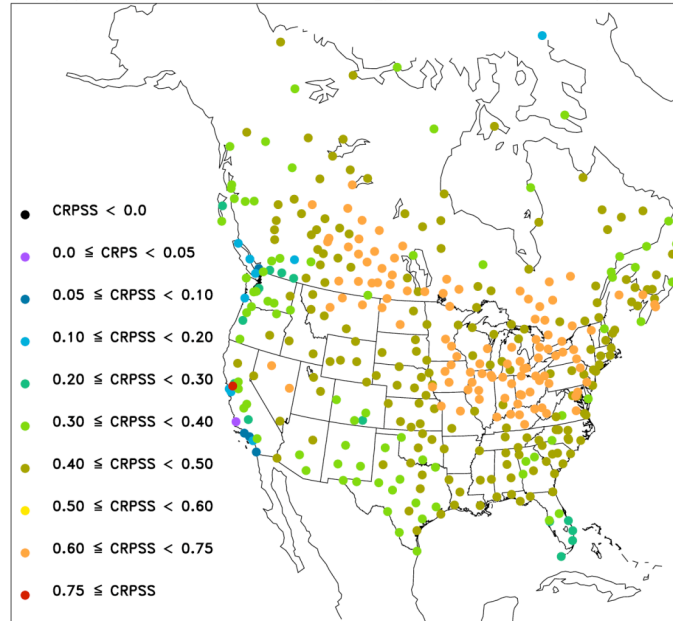 CRPSS < 0.0
0.0 ≦ CRPS < 0.05
0.05 ≦ CRPSS < 0.10
0.10 ≦ CRPSS < 0.20
0.20 ≦ CRPSS < 0.30
0.30 ≦ CRPSS < 0.40
0.40 ≦ CRPSS < 0.50
0.50 ≦ CRPSS < 0.60
0.60 ≦ CRPSS < 0.75
0.75 ≦ CRPSS